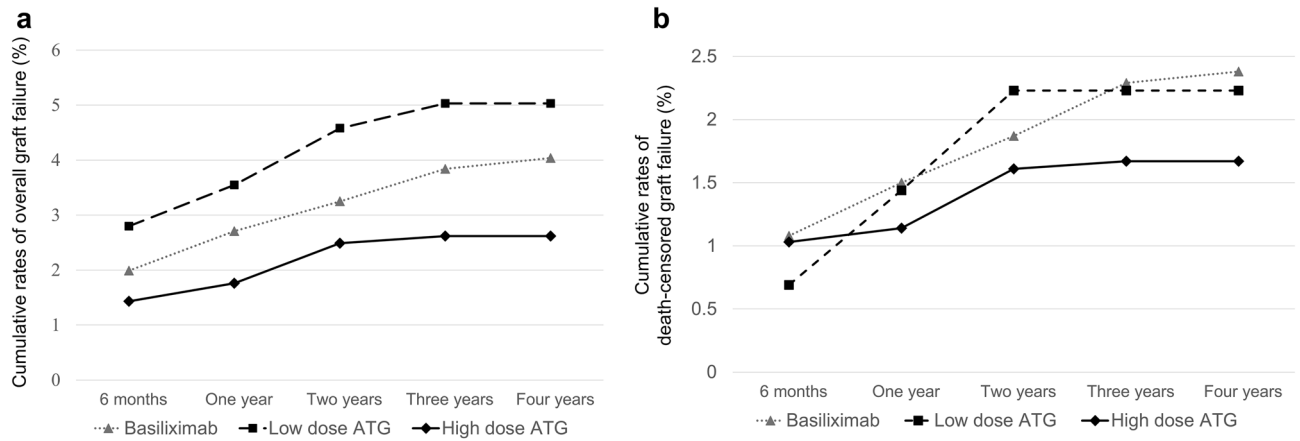 a
Cumulative rates of overall graft failure (%)
6
5
4
3
2
1
0
6 months One year Two years Three years Four years
Basiliximab Low dose ATG High dose ATG
b
Cumulative rates of
death-censored graft failure (%)
2.5
2
1.5
1
0.5
0
6 months One year Two years Three years Four years
Basiliximab Low dose ATG High dose ATG